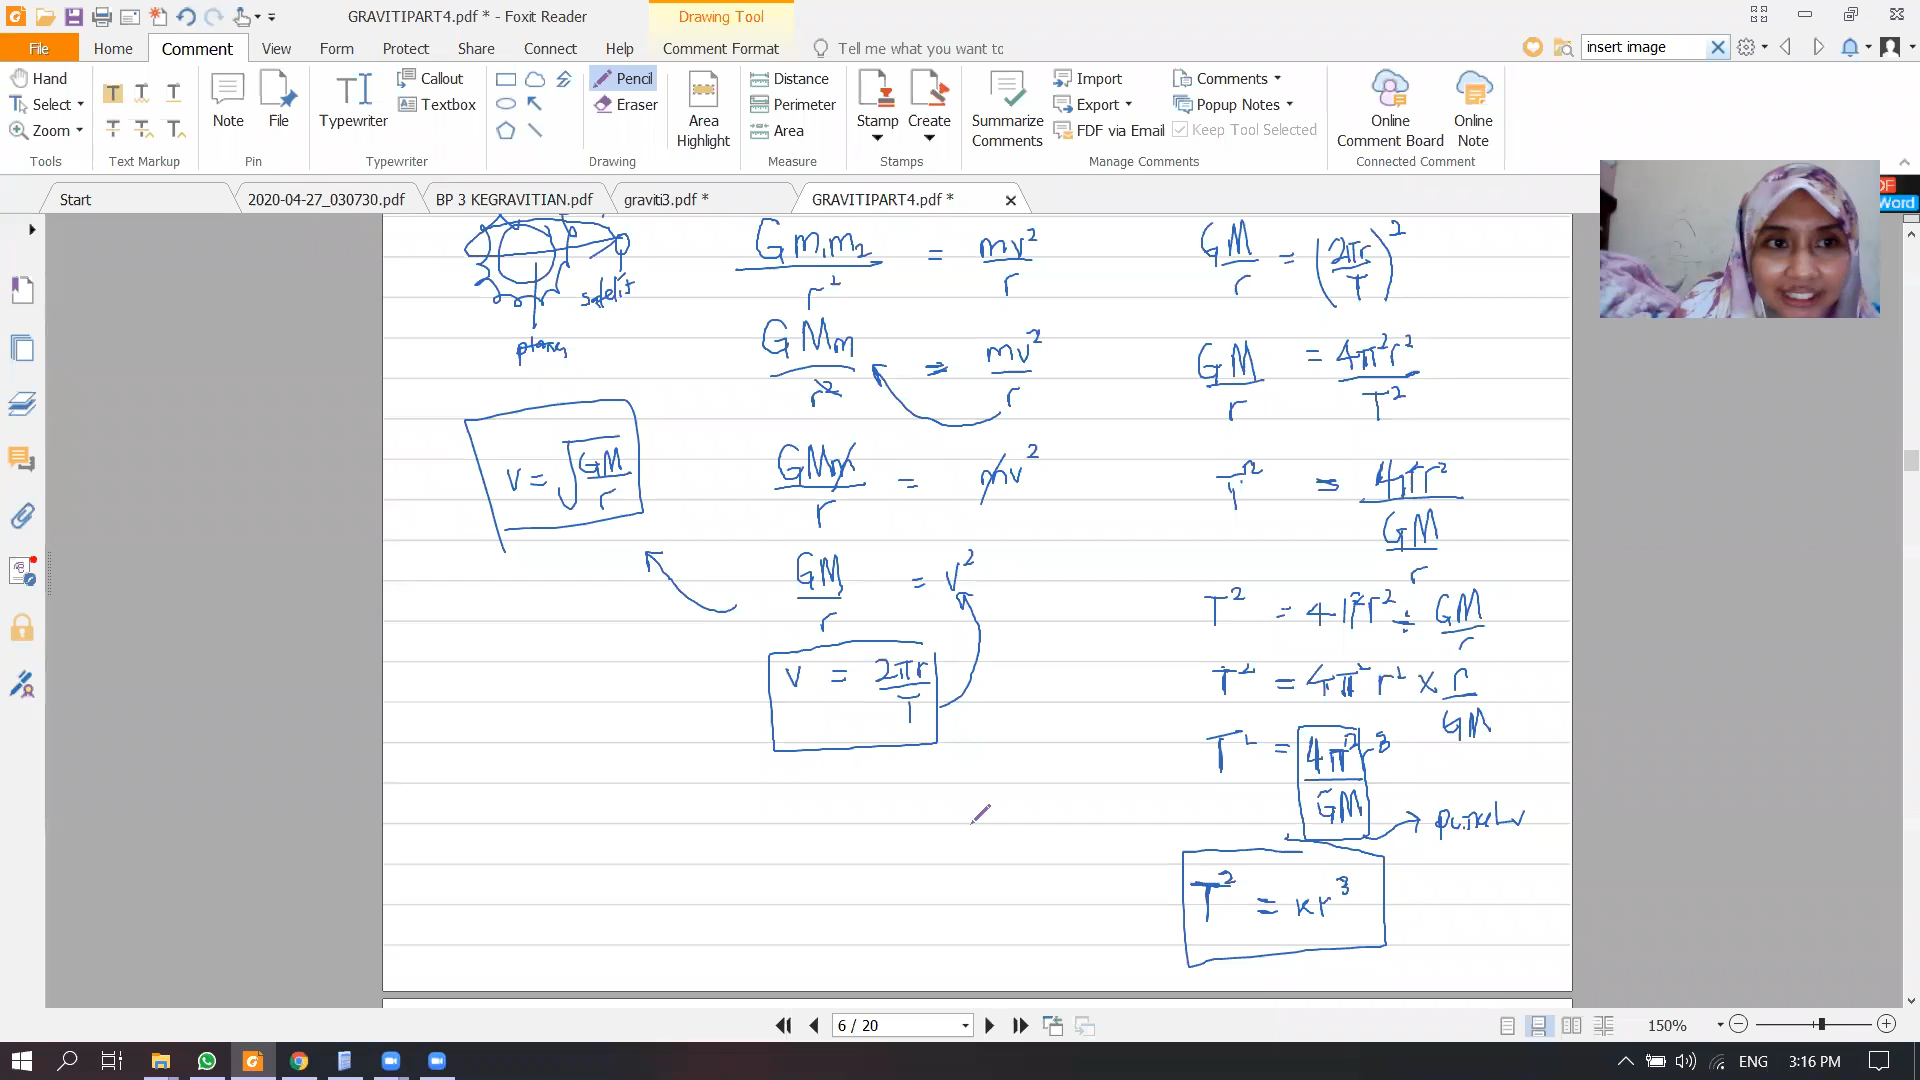 GRAVITIPART4.pdf * - Foxit Reader
Drawing Tool
File Home Comment View Form Protect Share Connect Help Comment Format Tell me what you want to
insert image
Hand
Select
Zoom
Tools
Text Markup
Note
File
Pin
Typewriter
Typewriter
Callout
Textbox
Pencil
Eraser
Drawing
Area
Highlight
Distance
Perimeter
Area
Measure
Stamp
Create
Stamps
Summarize
Comments
Import
Export
FDF via Email
Comments
Popup Notes
Keep Tool Selected
Manage Comments
Online
Comment Board
Online
Note
Connected Comment
Start
2020-04-27_030730.pdf
BP 3 KEGRAVITIAN.pdf
graviti3.pdf *
GRAVITIPART4.pdf *
Word
satelit
v = √(GM/r)
Gm₁m₂/r² = mv²/r
GMm/r² = mv²/r
GMm/r = mv²
GM/r = v²
v = 2πr/T
GM/r = (2πr/T)²
GM/r = 4π²r²/T²
T² = 4π²r² ÷ GM/r
T² = 4π² r² × r/GM
T² = 4π²r³/GM
T² = kr³
6 / 20
150%
ENG
3:16 PM